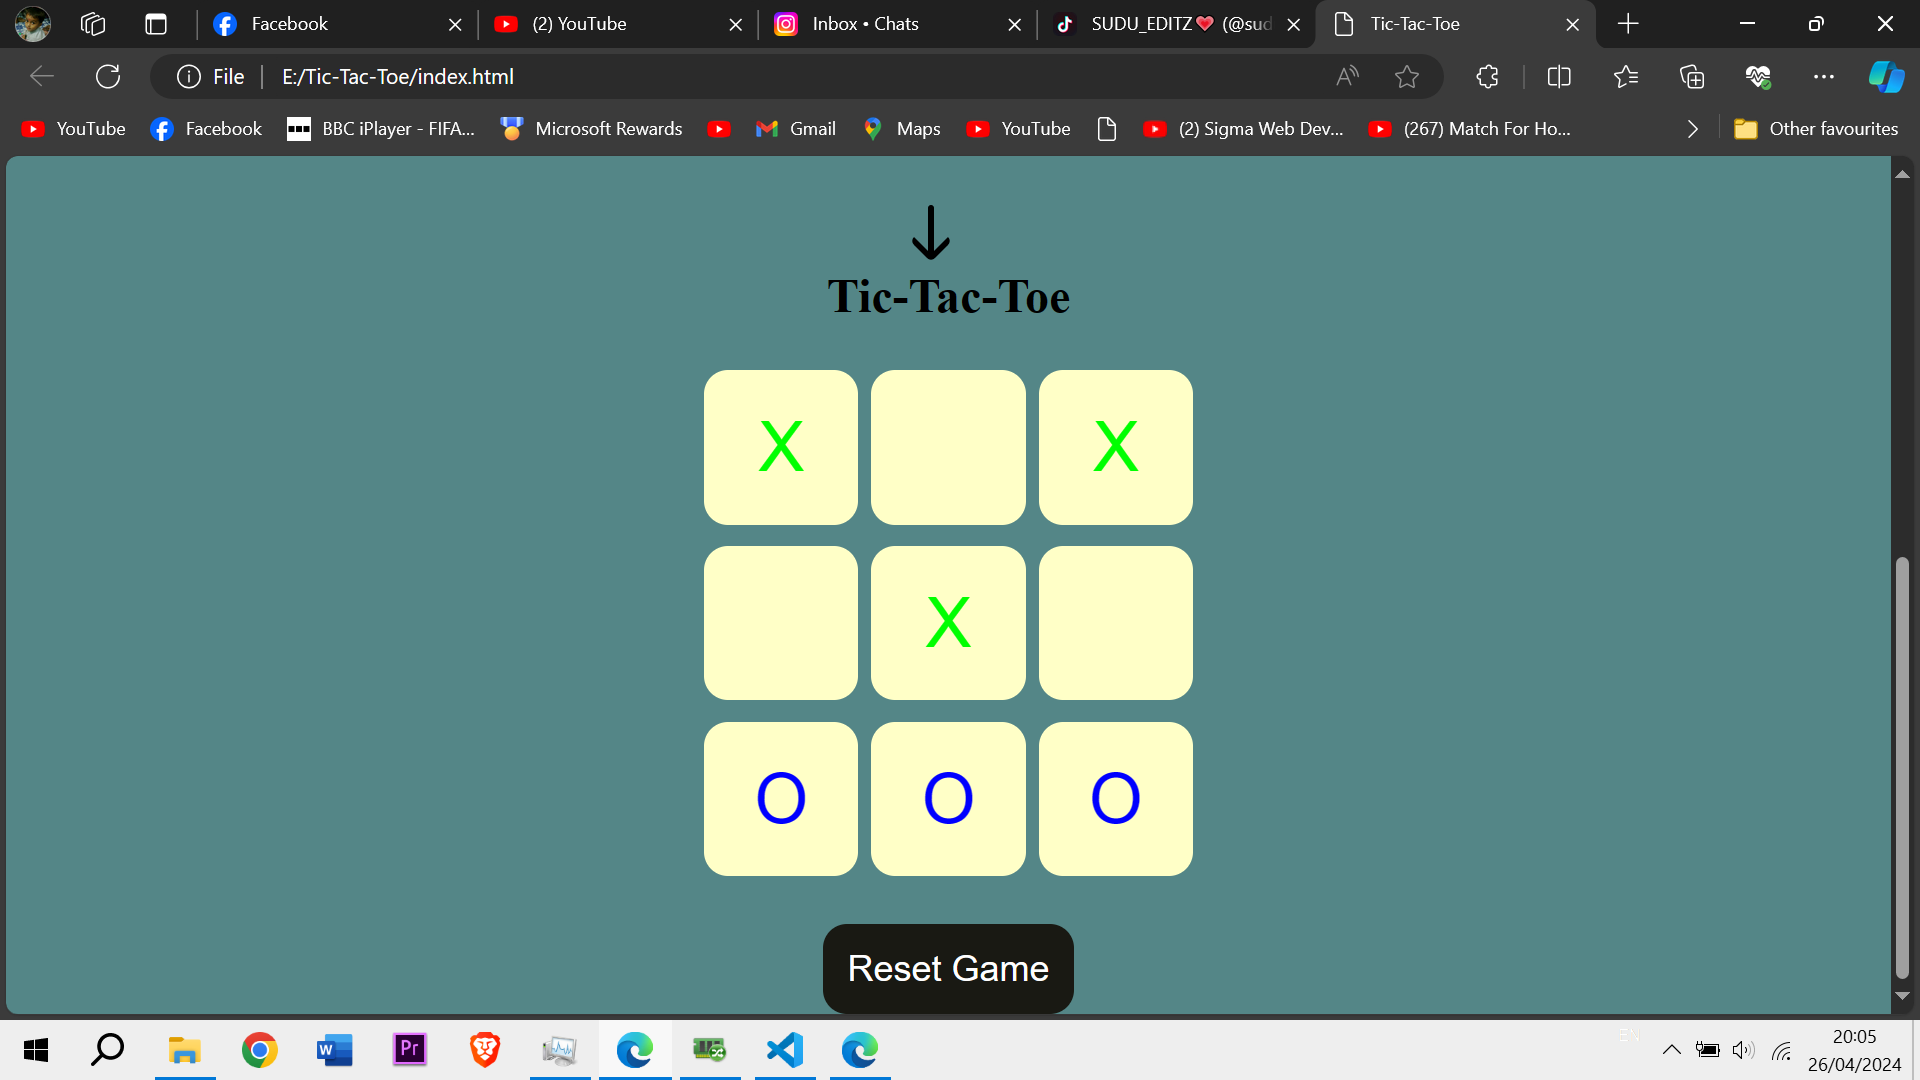 Facebook
(2) YouTube
Inbox • Chats
SUDU_EDITZ❤ (@sud
Tic-Tac-Toe
File
E:/Tic-Tac-Toe/index.html
YouTube
Facebook
BBC iPlayer - FIFA...
Microsoft Rewards
Gmail
Maps
YouTube
(2) Sigma Web Dev...
(267) Match For Ho...
Other favourites
Tic-Tac-Toe
X X
X
O O O
Reset Game
W
Pr
EN
20:05
26/04/2024